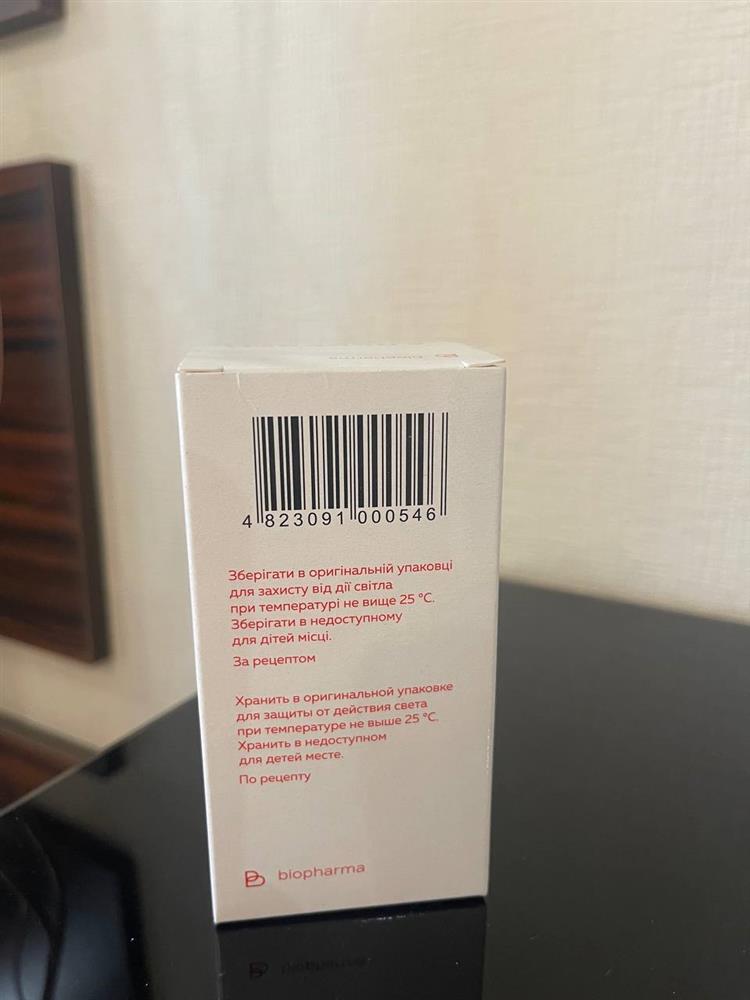 biopharma
4 823091 000546
Зберігати в оригінальній упаковці
для захисту від дії світла
при температурі не вище 25 °C.
Зберігати в недоступному
для дітей місці.
За рецептом
Хранить в оригинальной упаковке
для защиты от действия света
при температуре не выше 25 °C.
Хранить в недоступном
для детей месте.
По рецепту
biopharma